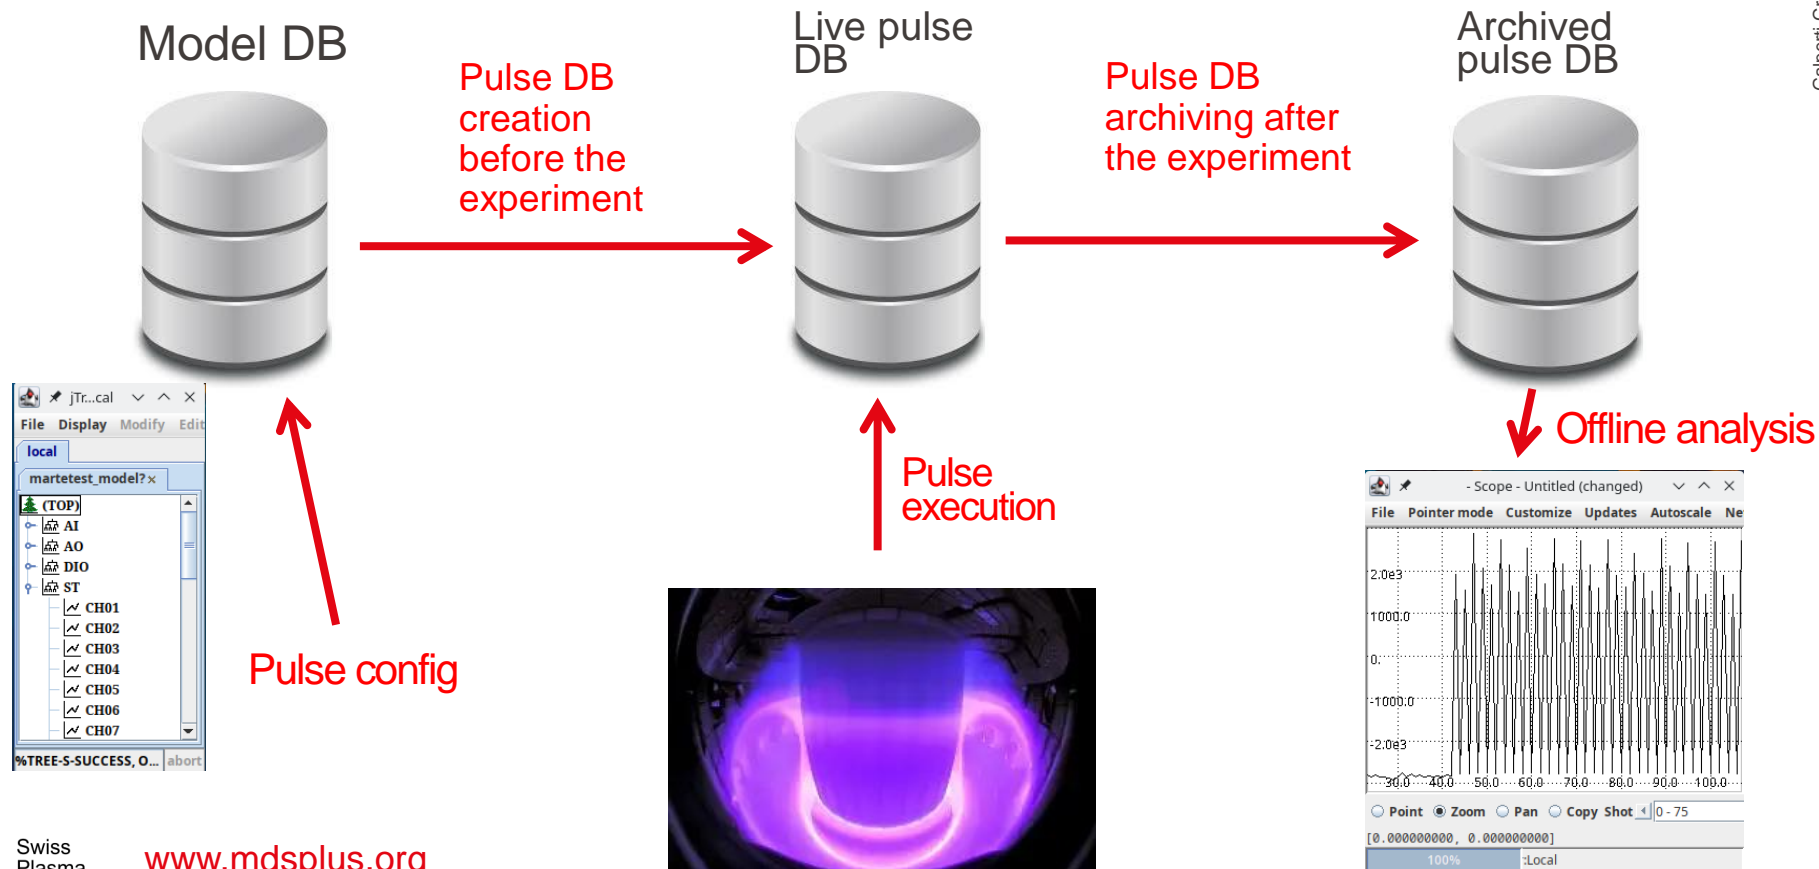 Model DB
Live pulse
DB
Archived
pulse DB
Pulse DB
creation
before the
experiment
Pulse DB
archiving after
the experiment
jTr...cal
File Display Modify Edit
local
martetest_model?
(TOP)
AI
AO
DIO
ST
CH01
CH02
CH03
CH04
CH05
CH06
CH07
%TREE-S-SUCCESS, O... abort
Pulse config
Pulse
execution
Offline analysis
- Scope - Untitled (changed)
File Pointer mode Customize Updates Autoscale Ne
2.0e3
1000.0
0.
-1000.0
-2.0e3
30.0 40.0 50.0 60.0 70.0 80.0 90.0 100.0
Point Zoom Pan Copy Shot 0 - 75
[0.000000000, 0.000000000]
100% :Local
Swiss
Plasma
www.mdsplus.org